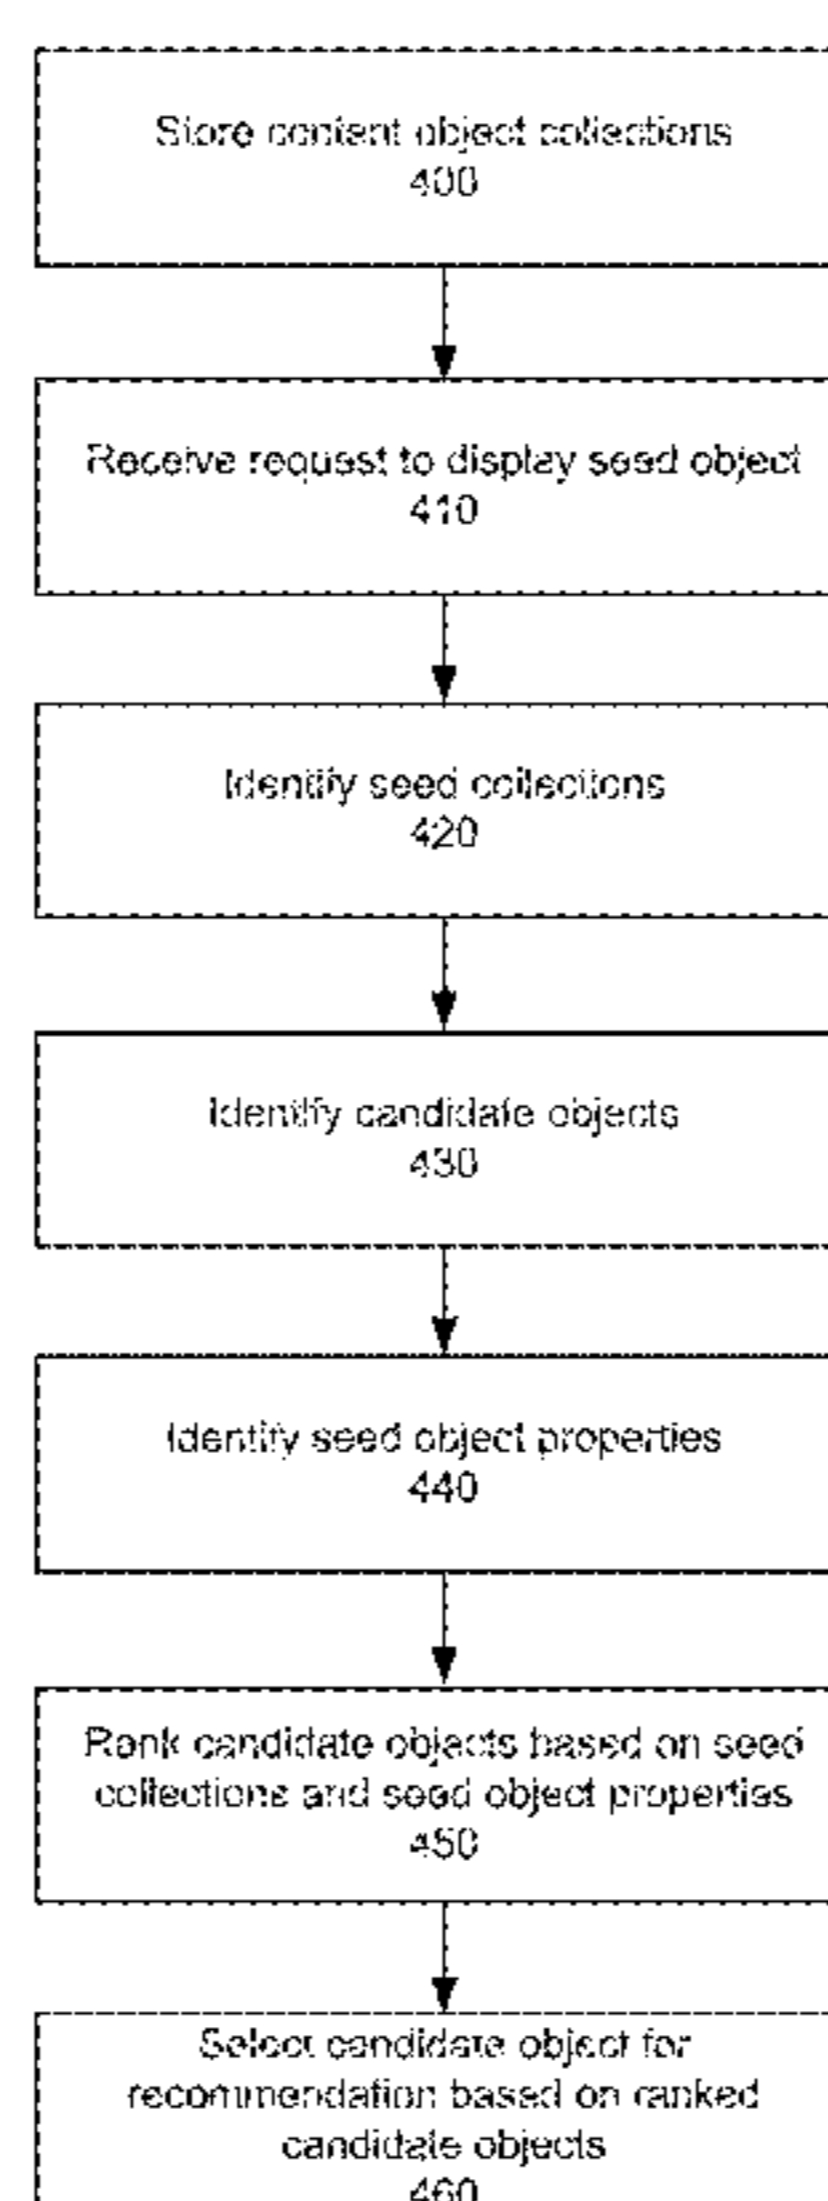 Store content object collections
400
Receive request to display seed object
410
Identify seed collections
420
Identify candidate objects
430
Identify seed object properties
440
Rank candidate objects based on seed
collections and seed object properties
450
Select candidate object for
recommendation based on ranked
candidate objects
460